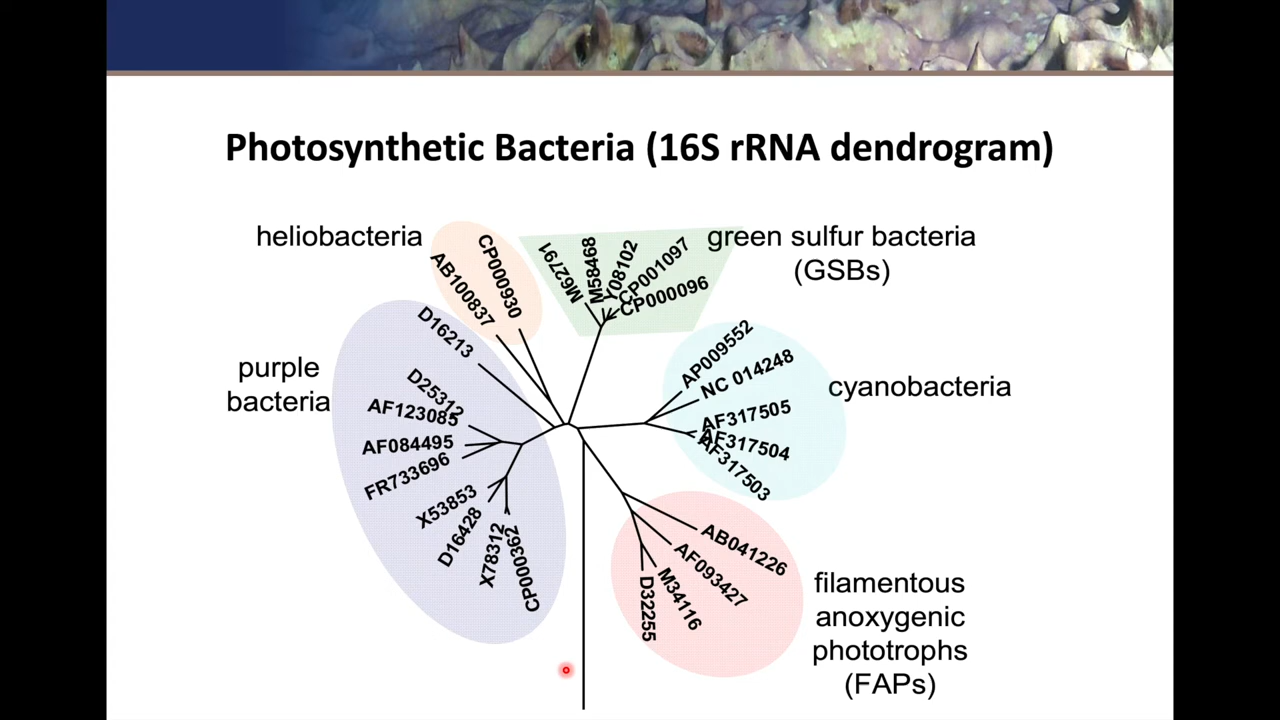 Photosynthetic Bacteria (16S rRNA dendrogram)
heliobacteria
CP000930
AB100837
M62791
M58468
Y08102
CP001097
CP000096
green sulfur bacteria
(GSBs)
purple
bacteria
D16213
D25312
AF123085
AF084495
FR733696
X53853
D16428
X78312
CP000362
AP009552
NC 014248
AF317505
AF317504
AF317503
cyanobacteria
AB041226
AF093427
M34116
D32255
filamentous
anoxygenic
phototrophs
(FAPs)